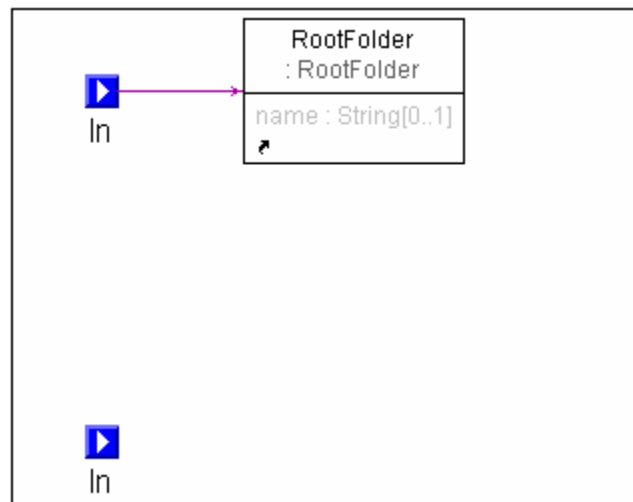 RootFolder
: RootFolder
In
name : String[0..1]
In